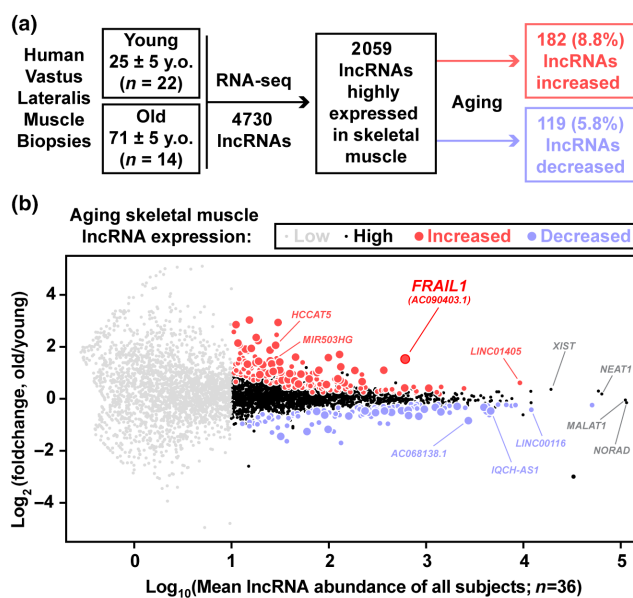 (a)
Human
Vastus
Lateralis
Muscle
Biopsies
Young
25 ± 5 y.o.
(n = 22)
Old
71 ± 5 y.o.
(n = 14)
RNA-seq
4730
lncRNAs
2059
lncRNAs
highly
expressed
in skeletal
muscle
Aging
182 (8.8%)
lncRNAs
increased
119 (5.8%)
lncRNAs
decreased
(b)
Aging skeletal muscle
lncRNA expression:
Low
High
Increased
Decreased
Log2(foldchange, old/young)
4
2
0
−2
−4
HCCAT5
MIR503HG
FRAIL1
(AC090403.1)
LINC01405
XIST
NEAT1
MALAT1
NORAD
LINC00116
IQCH-AS1
AC068138.1
0
1
2
3
4
5
Log10(Mean lncRNA abundance of all subjects; n=36)